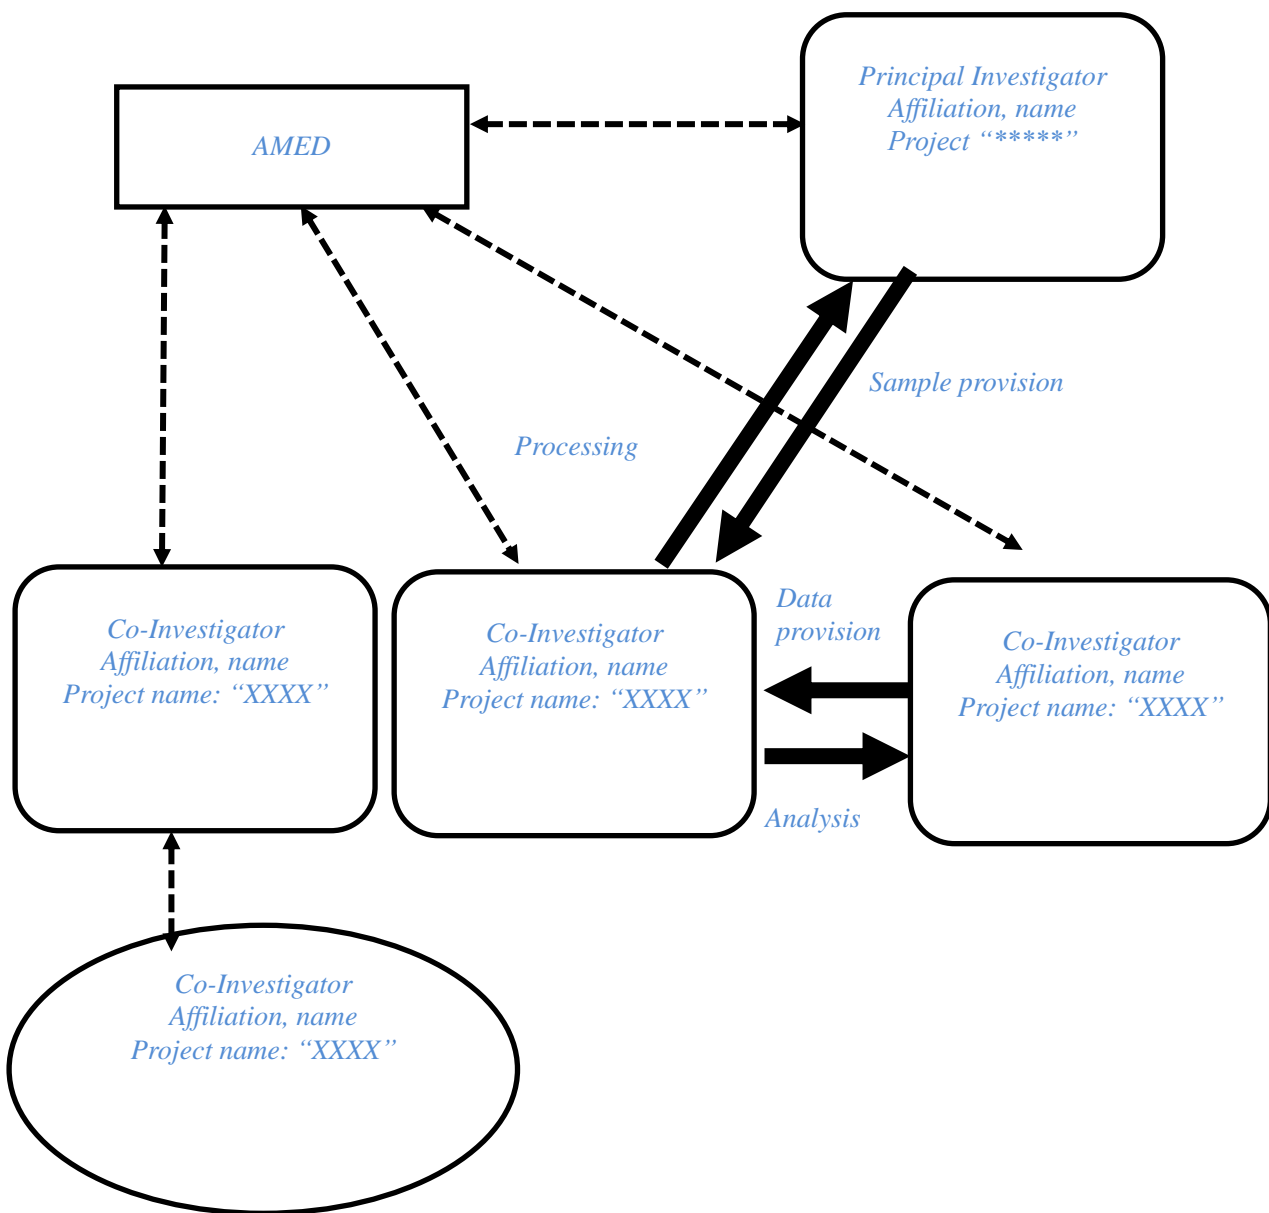 Principal Investigator
Affiliation, name
Project “*****”
AMED
Sample provision
Processing
Data
provision
Co-Investigator
Affiliation, name
Project name: “XXXX”
Co-Investigator
Affiliation, name
Project name: “XXXX”
Co-Investigator
Affiliation, name
Project name: “XXXX”
Analysis
Co-Investigator
Affiliation, name
Project name: “XXXX”